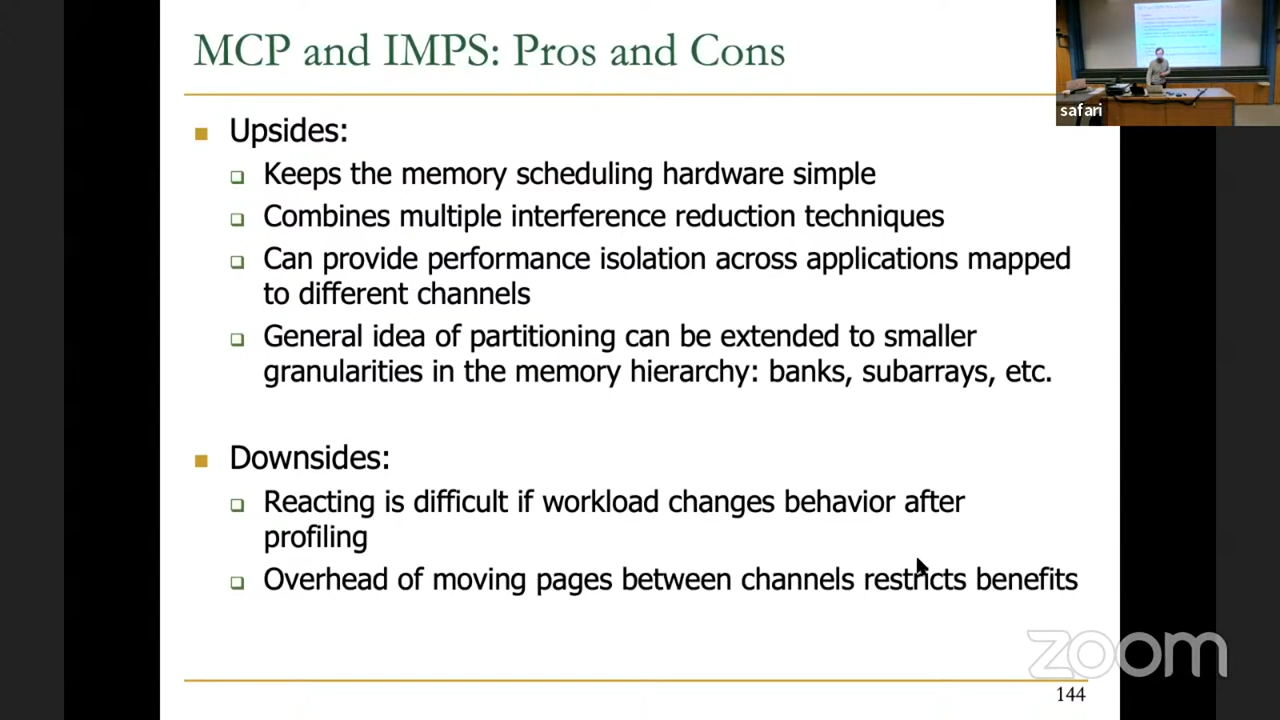 MCP and IMPS: Pros and Cons
safari
Upsides:
Keeps the memory scheduling hardware simple
Combines multiple interference reduction techniques
Can provide performance isolation across applications mapped
to different channels
General idea of partitioning can be extended to smaller
granularities in the memory hierarchy: banks, subarrays, etc.
Downsides:
Reacting is difficult if workload changes behavior after
profiling
Overhead of moving pages between channels restricts benefits
zoom
144